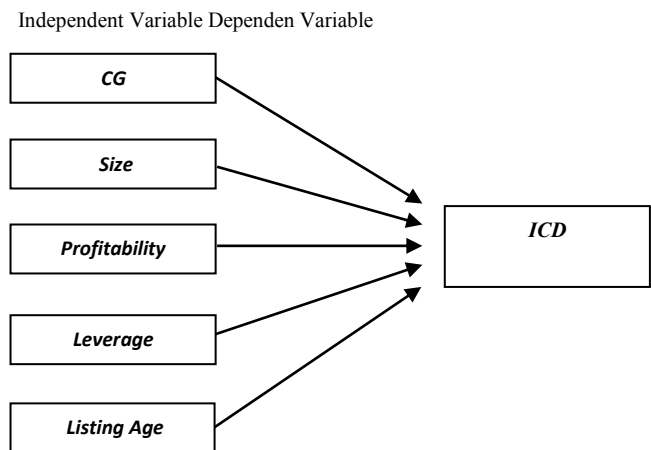 Independent Variable Dependen Variable
CG
Size
Profitability
Leverage
Listing Age
ICD